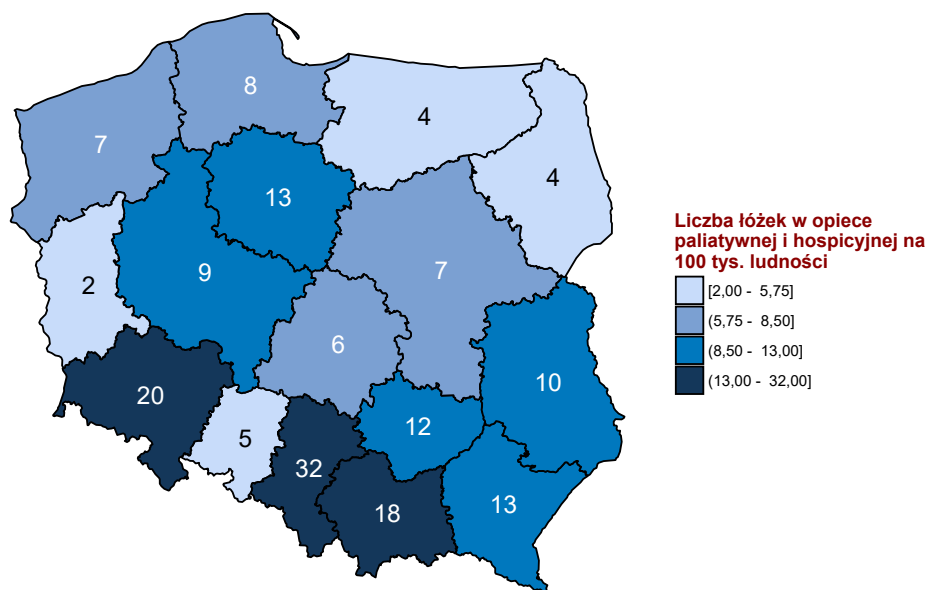 8
4
7
4
13
9
7
2
6
10
20
12
5
32
18
13
Liczba łóżek w opiece
paliatywnej i hospicyjnej na
100 tys. ludności
[2,00 - 5,75]
(5,75 - 8,50]
(8,50 - 13,00]
(13,00 - 32,00]